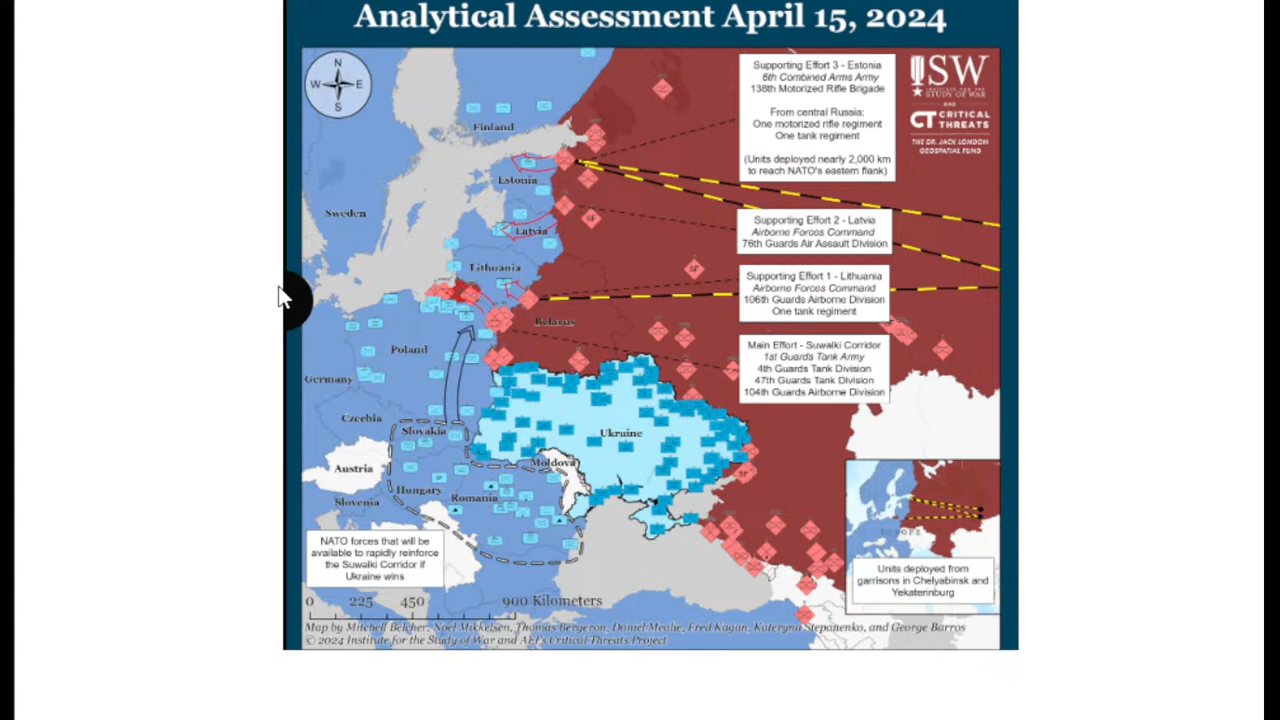 Analytical Assessment April 15, 2024
N
W E
S
Supporting Effort 3 - Estonia
6th Combined Arms Army
138th Motorized Rifle Brigade
From central Russia:
One motorized rifle regiment
One tank regiment
(Units deployed nearly 2,000 km
to reach NATO's eastern flank)
ISW
INSTITUTE FOR THE
STUDY OF WAR
AND
CT CRITICAL
THREATS
THE DR. JACK LONDON
GEOSPATIAL FUND
Finland
Estonia
Sweden
SF
Latvia
Supporting Effort 2 - Latvia
Airborne Forces Command
76th Guards Air Assault Division
Lithuania
SF
Supporting Effort 1 - Lithuania
Airborne Forces Command
106th Guards Airborne Division
One tank regiment
Belarus
Poland
Main Effort - Suwalki Corridor
1st Guards Tank Army
4th Guards Tank Division
47th Guards Tank Division
104th Guards Airborne Division
Germany
Czechia
Slovakia
Ukraine
Austria
Moldova
SF
Hungary
Romania
Slovenia
EUROPE
NATO forces that will be
available to rapidly reinforce
the Suwalki Corridor if
Ukraine wins
Units deployed from
garrisons in Chelyabinsk and
Yekaterinburg
0 225 450 900 Kilometers
Map by Mitchell Belcher, Noel Mikkelsen, Thomas Bergeron, Daniel Mealie, Fred Kagan, Kateryna Stepanenko, and George Barros
© 2024 Institute for the Study of War and AEI's Critical Threats Project